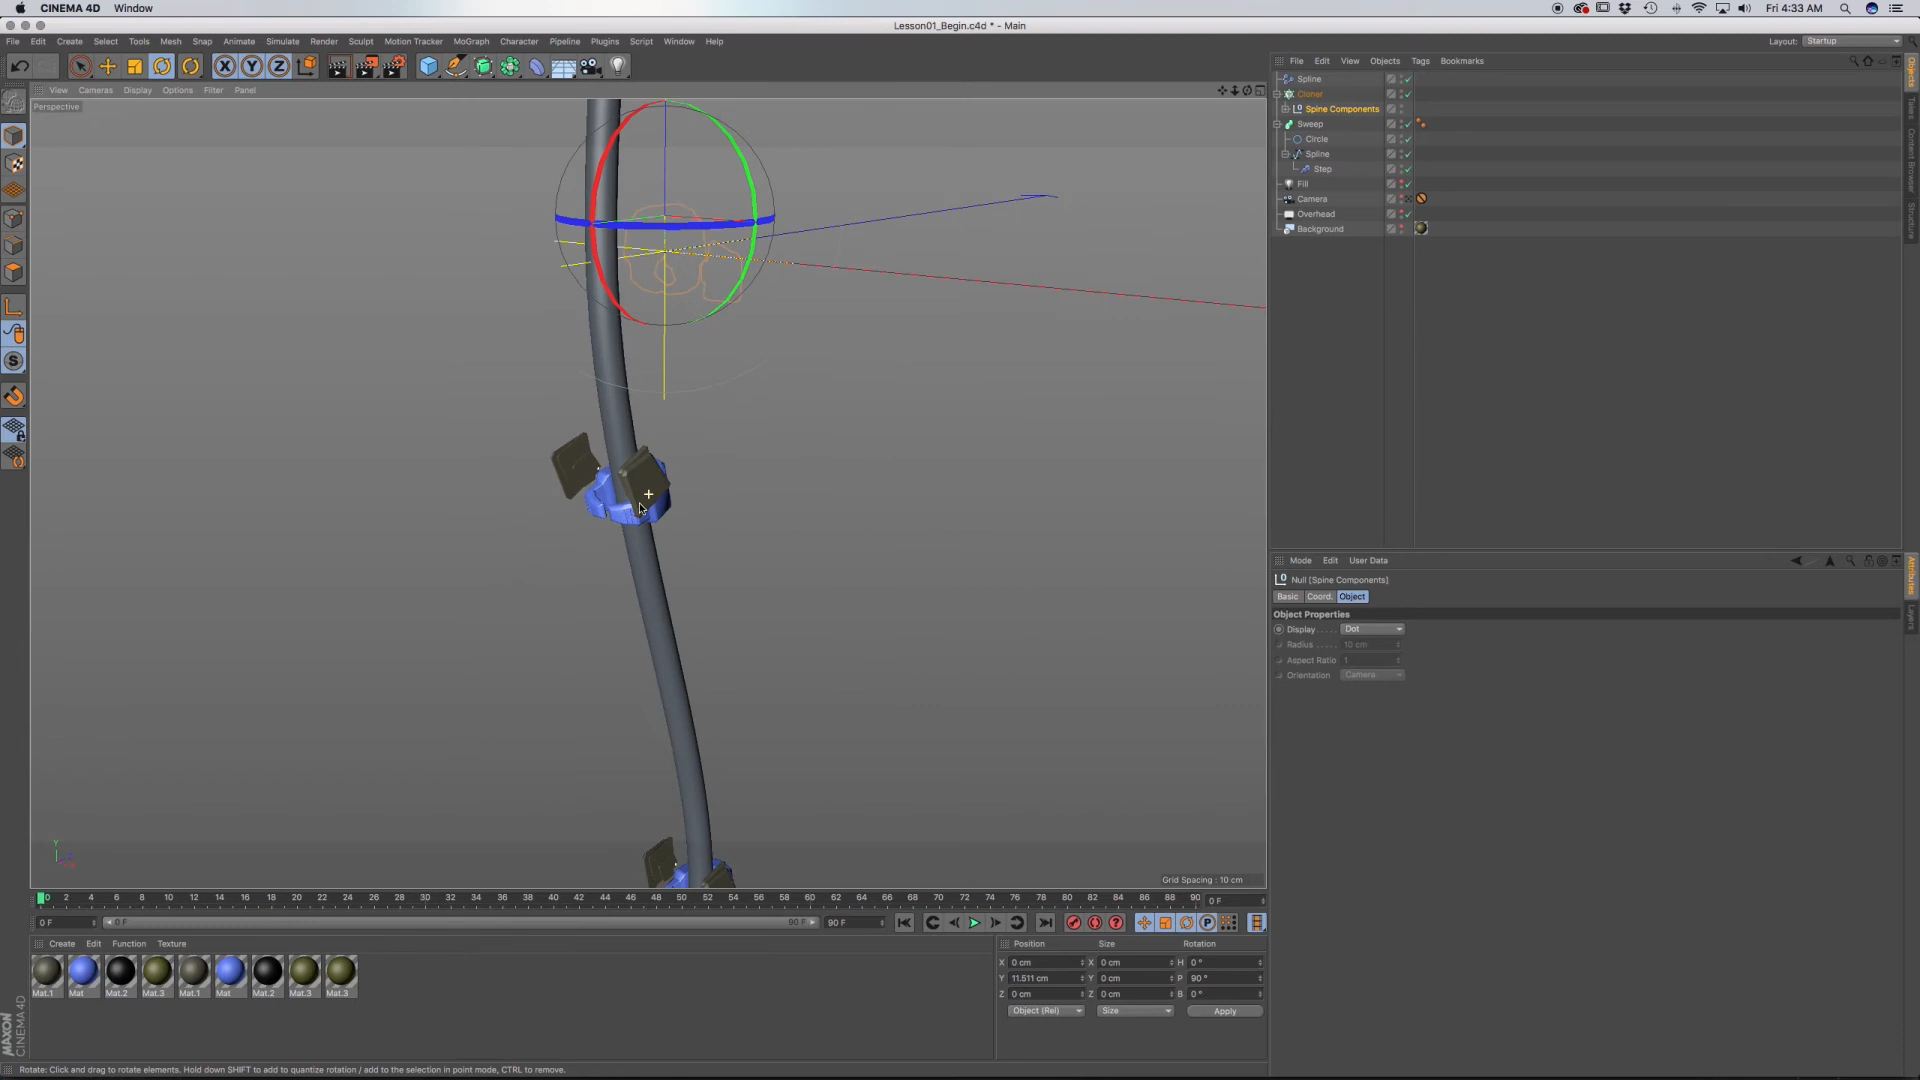 CINEMA 4D Window Fri 4:33 AM
Lesson01_Begin.c4d * - Main
File Edit Create Select Tools Mesh Snap Animate Simulate Render Sculpt Motion Tracker MoGraph Character Pipeline Plugins Script Window Help Layout: Startup
X Y Z
View Cameras Display Options Filter Panel
Perspective
File Edit View Objects Tags Bookmarks
Spline
Cloner
Spine Components
Sweep
Circle
Spline
Step
Fill
Camera
Overhead
Background
Objects
Takes
Content Browser
Structure
Mode Edit User Data
Null [Spine Components]
Basic Coord. Object
Object Properties
Display Dot
Radius 10 cm
Aspect Ratio 1
Orientation Camera
Attributes
Layers
Y
Grid Spacing : 10 cm
0 2 4 6 8 10 12 14 16 18 20 22 24 26 28 30 32 34 36 38 40 42 44 46 48 50 52 54 56 58 60 62 64 66 68 70 72 74 76 78 80 82 84 86 88 90 0 F
0 F 0 F 90 F 90 F
Create Edit Function Texture
Mat.1 Mat Mat.2 Mat.3 Mat.1 Mat Mat.2 Mat.3 Mat.3
Position Size Rotation
X 0 cm X 0 cm H 0 °
Y 11.511 cm Y 0 cm P 90 °
Z 0 cm Z 0 cm B 0 °
Object (Rel) Size Apply
MAXON CINEMA 4D
Rotate: Click and drag to rotate elements. Hold down SHIFT to add to quantize rotation / add to the selection in point mode, CTRL to remove.